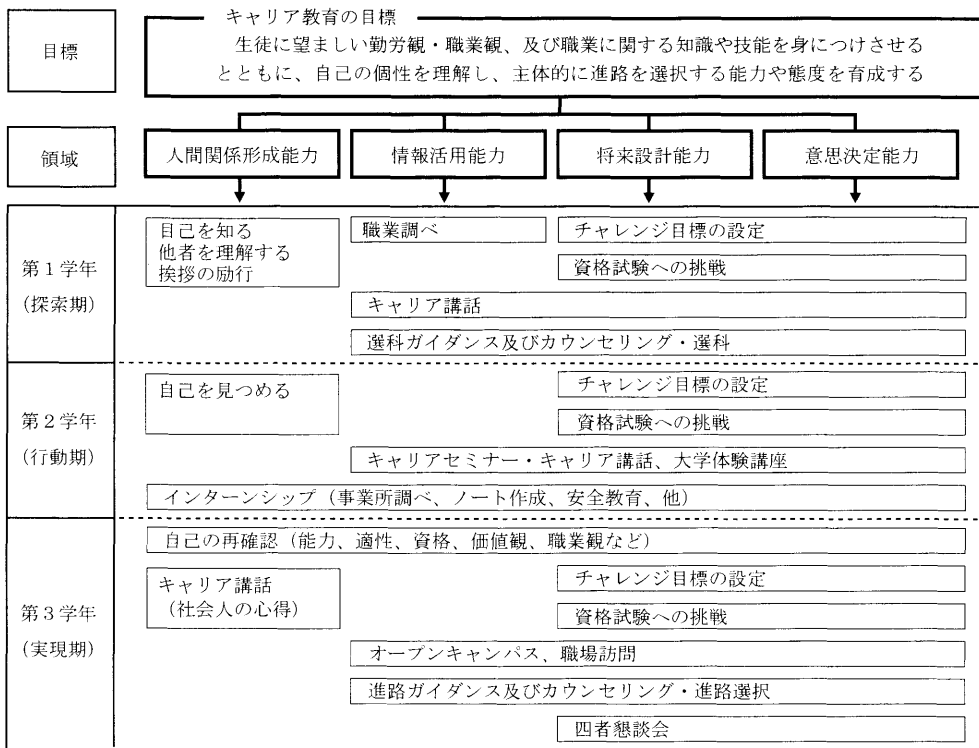 キャリア教育の目標
目標
生徒に望ましい勤労観・職業観、及び職業に関する知識や技能を身につけさせる
とともに、自己の個性を理解し、主体的に進路を選択する能力や態度を育成する
領域
人間関係形成能力
情報活用能力
将来設計能力
意思決定能力
第1学年
(探索期)
自己を知る
他者を理解する
挨拶の励行
職業調べ
チャレンジ目標の設定
資格試験への挑戦
キャリア講話
選科ガイダンス及びカウンセリング・選科
第2学年
(行動期)
自己を見つめる
チャレンジ目標の設定
資格試験への挑戦
キャリアセミナー・キャリア講話、大学体験講座
インターンシップ(事業所調べ、ノート作成、安全教育、他)
第3学年
(実現期)
自己の再確認(能力、適性、資格、価値観、職業観など)
キャリア講話
(社会人の心得)
チャレンジ目標の設定
資格試験への挑戦
オープンキャンパス、職場訪問
進路ガイダンス及びカウンセリング・進路選択
四者懇談会